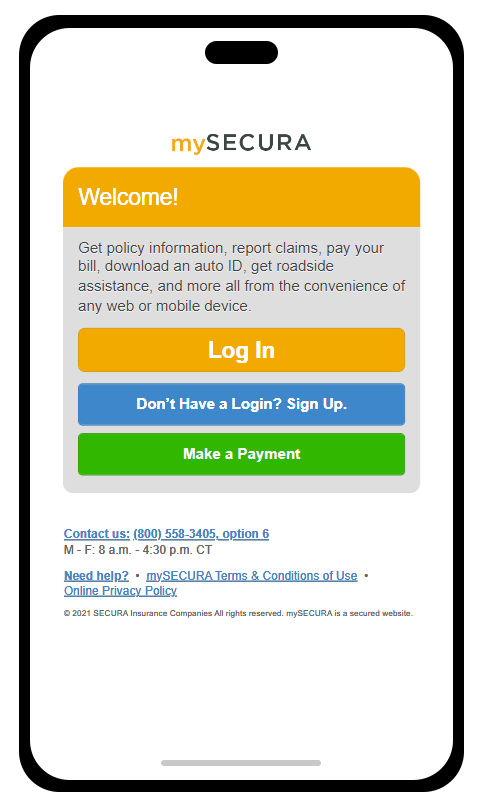 mySECURA
Welcome!
Get policy information, report claims, pay your
bill, download an auto ID, get roadside
assistance, and more all from the convenience of
any web or mobile device.
Log In
Don't Have a Login? Sign Up.
Make a Payment
Contact us: (800) 558-3405, option 6
M - F: 8 a.m. - 4:30 p.m. CT
Need help? • mySECURA Terms & Conditions of Use •
Online Privacy Policy
© 2021 SECURA Insurance Companies All rights reserved. mySECURA is a secured website.